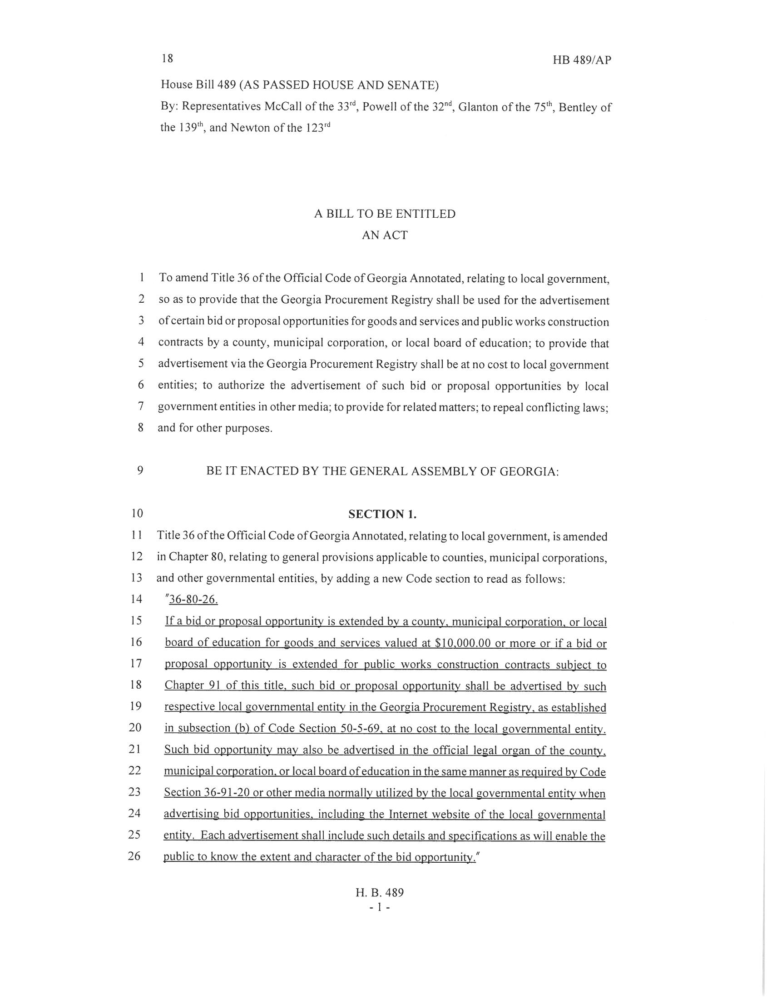 18 HB 489/AP
House Bill 489 (AS PASSED HOUSE AND SENATE)
By: Representatives McCall of the 33rd, Powell of the 32nd, Glanton of the 75th, Bentley of
the 139th, and Newton of the 123rd
A BILL TO BE ENTITLED
AN ACT
1 To amend Title 36 of the Official Code of Georgia Annotated, relating to local government,
2 so as to provide that the Georgia Procurement Registry shall be used for the advertisement
3 of certain bid or proposal opportunities for goods and services and public works construction
4 contracts by a county, municipal corporation, or local board of education; to provide that
5 advertisement via the Georgia Procurement Registry shall be at no cost to local government
6 entities; to authorize the advertisement of such bid or proposal opportunities by local
7 government entities in other media; to provide for related matters; to repeal conflicting laws;
8 and for other purposes.
9 BE IT ENACTED BY THE GENERAL ASSEMBLY OF GEORGIA:
10 SECTION 1.
11 Title 36 of the Official Code of Georgia Annotated, relating to local government, is amended
12 in Chapter 80, relating to general provisions applicable to counties, municipal corporations,
13 and other governmental entities, by adding a new Code section to read as follows:
14 "36-80-26.
15 If a bid or proposal opportunity is extended by a county, municipal corporation, or local
16 board of education for goods and services valued at $10,000.00 or more or if a bid or
17 proposal opportunity is extended for public works construction contracts subject to
18 Chapter 91 of this title, such bid or proposal opportunity shall be advertised by such
19 respective local governmental entity in the Georgia Procurement Registry, as established
20 in subsection (b) of Code Section 50-5-69, at no cost to the local governmental entity.
21 Such bid opportunity may also be advertised in the official legal organ of the county,
22 municipal corporation, or local board of education in the same manner as required by Code
23 Section 36-91-20 or other media normally utilized by the local governmental entity when
24 advertising bid opportunities, including the Internet website of the local governmental
25 entity. Each advertisement shall include such details and specifications as will enable the
26 public to know the extent and character of the bid opportunity."
H. B. 489
- 1 -